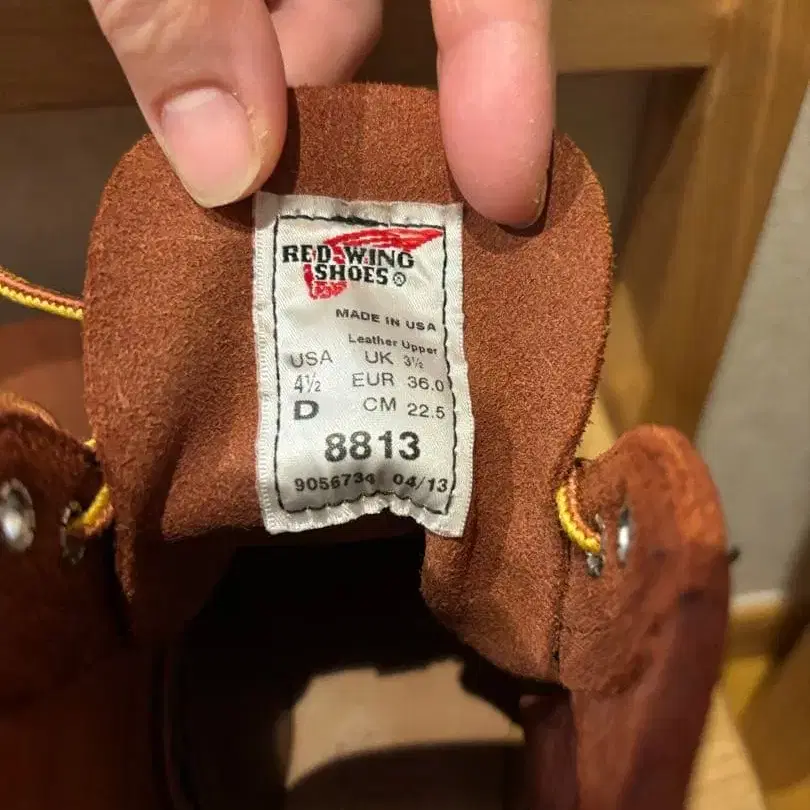 RED WING
SHOES®
MADE IN USA
Leather Upper
USA UK 3½
4½ EUR 36.0
D CM 22.5
8813
9056734 04/13